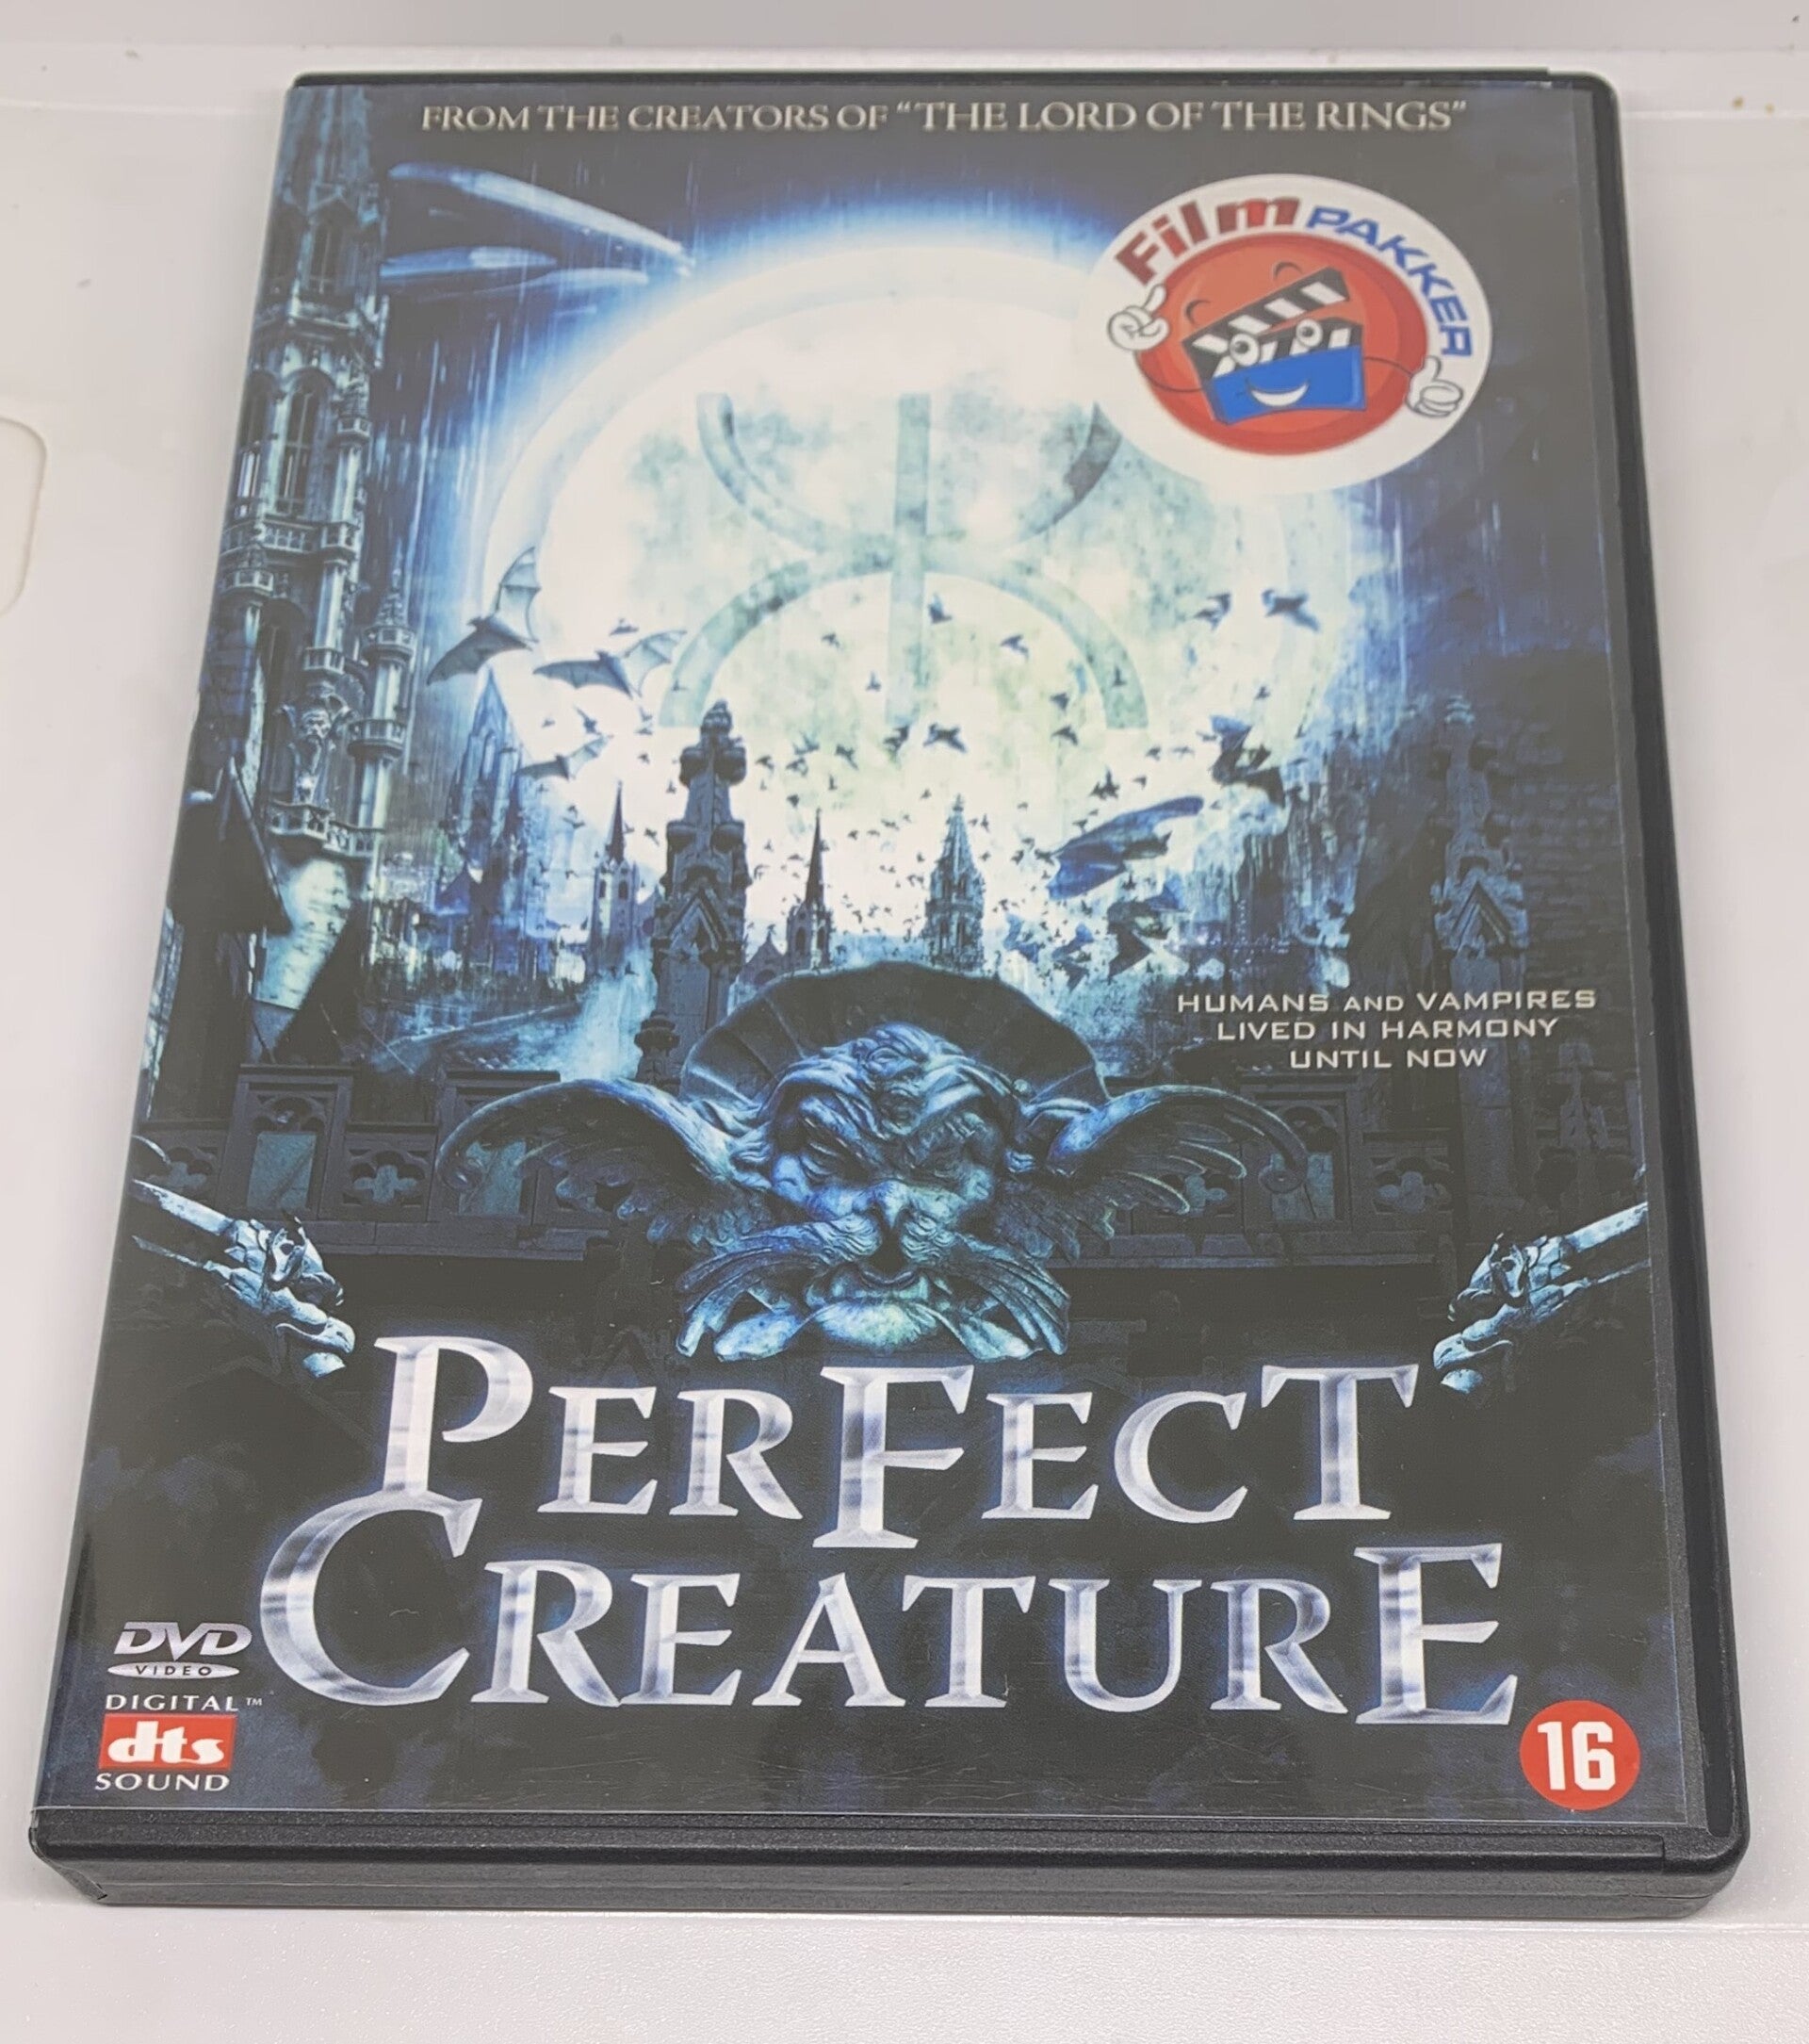 FROM THE CREATORS OF "THE LORD OF THE RINGS"
Film PAKKER
HUMANS AND VAMPIRES
LIVED IN HARMONY
UNTIL NOW
PERFECT
CREATURE
DVD
VIDEO
DIGITAL™
dts
SOUND
16